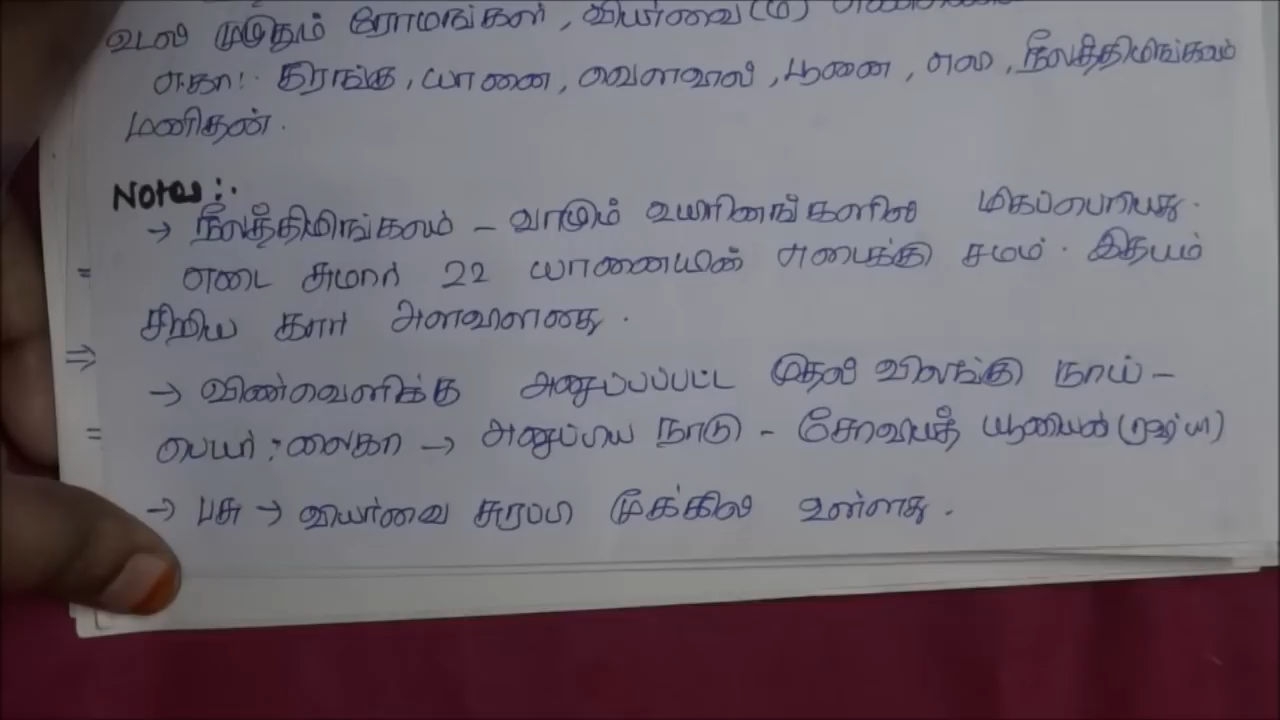 உடல் முழுதும் ரோமங்கள், வியர்வை (ம)
எ.கா: குரங்கு, யானை, வௌவால், பூனை, எலி, நீலத்திமிங்கலம்
மனிதன்.
Notes:.
→ நீலத்திமிங்கலம் – வாழும் உயிரினங்களில் மிகப்பெரியது.
எடை சுமார் 22 யானையின் எடைக்கு சமம். இதயம்
சிறிய கார் அளவுள்ளது.
→ விண்வெளிக்கு அனுப்பப்பட்ட முதல் விலங்கு நாய் –
பெயர் : லைகா → அனுப்பிய நாடு – சோவியத் யூனியன் (ரஷ்யா)
→ பசு → வியர்வை சுரப்பி மூக்கில் உள்ளது.